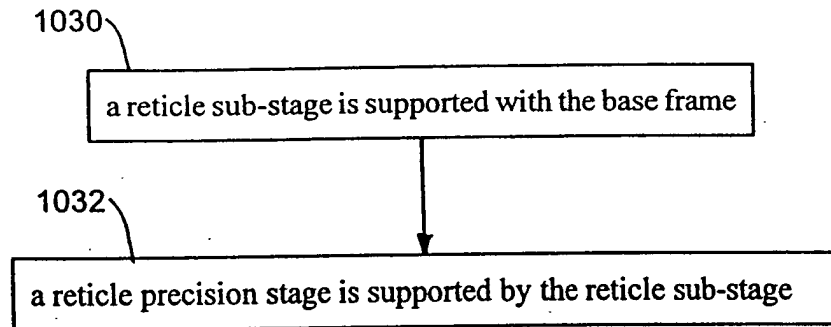 1030
a reticle sub-stage is supported with the base frame
1032
a reticle precision stage is supported by the reticle sub-stage